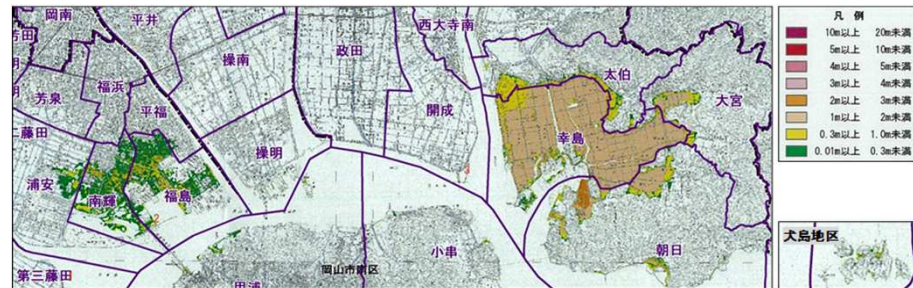 岡南
平井
芳田
操南
政田
西大寺南
太伯
大宮
福浜
芳泉
平福
開成
幸島
二藤田
操明
浦安
南輝
福島
2
3
小串
朝日
岡山市東区
第三藤田
甲浦
凡 例
10m以上 20m未満
5m以上 10m未満
4m以上 5m未満
3m以上 4m未満
2m以上 3m未満
1m以上 2m未満
0.3m以上 1.0m未満
0.01m以上 0.3m未満
犬島地区